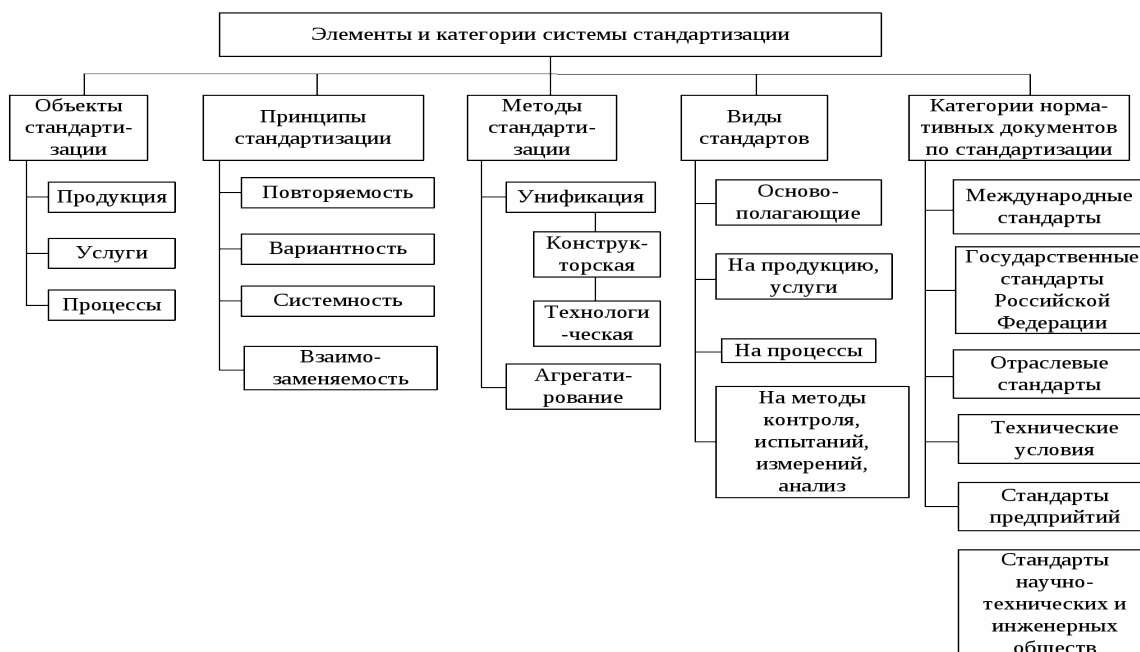 Элементы и категории системы стандартизации
Объекты
стандарти-
зации
Продукция
Услуги
Процессы
Принципы
стандартизации
Повторяемость
Вариантность
Системность
Взаимо-
заменяемость
Методы
стандарти-
зации
Унификация
Конструк-
торская
Технологи
-ческая
Агрегати-
рование
Виды
стандартов
Осново-
полагающие
На продукцию,
услуги
На процессы
На методы
контроля,
испытаний,
измерений,
анализ
Категории норма-
тивных документов
по стандартизации
Международные
стандарты
Государственные
стандарты
Российской
Федерации
Отраслевые
стандарты
Технические
условия
Стандарты
предприйтий
Стандарты
научно-
технических и
инженерных
обществ